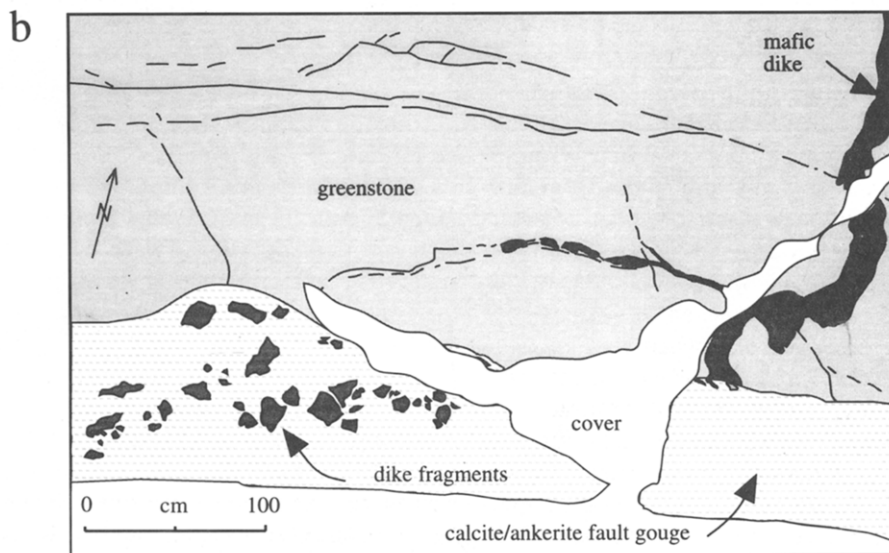 b
mafic
dike
greenstone
N
cover
dike fragments
0 cm 100
calcite/ankerite fault gouge